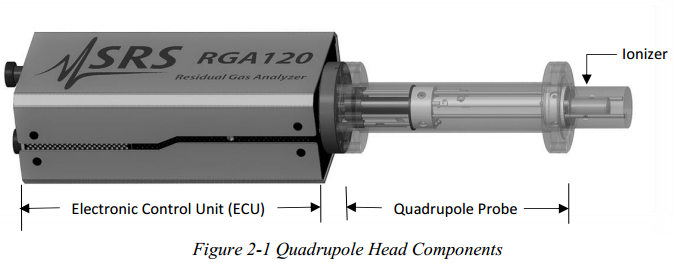 SRS RGA120
Residual Gas Analyzer
Ionizer
Electronic Control Unit (ECU)
Quadrupole Probe
Figure 2-1 Quadrupole Head Components